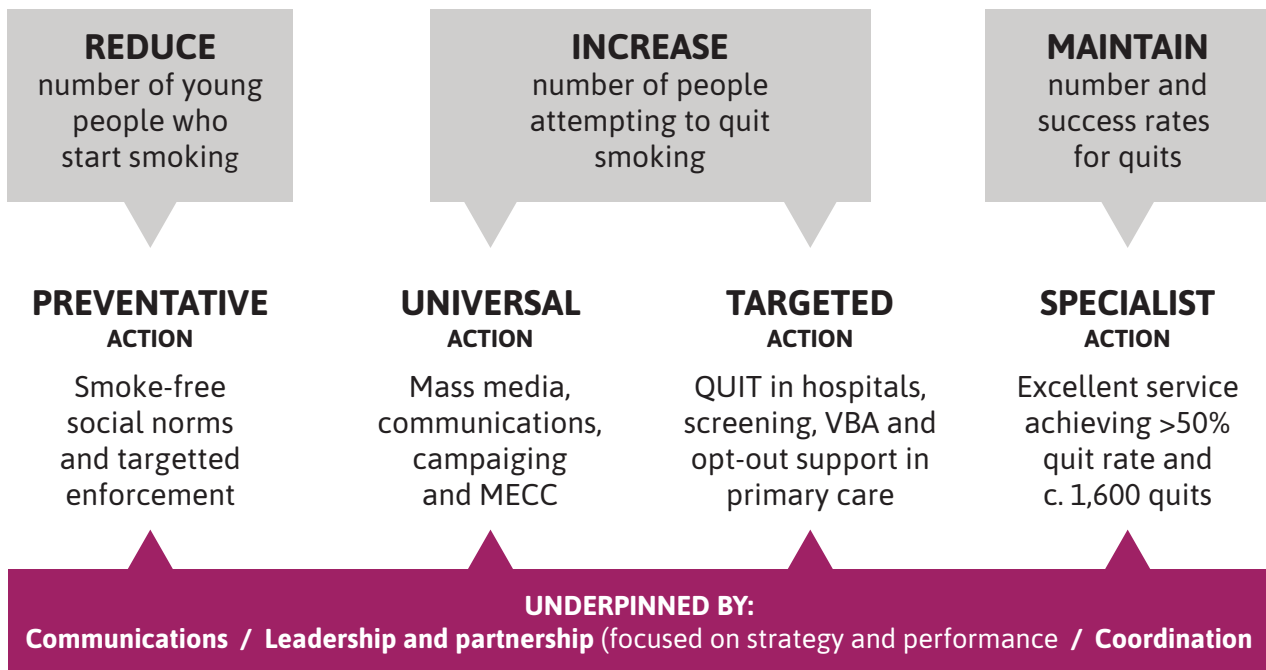 REDUCE
number of young
people who
start smoking
INCREASE
number of people
attempting to quit
smoking
MAINTAIN
number and
success rates
for quits
PREVENTATIVE
ACTION
Smoke-free
social norms
and targetted
enforcement
UNIVERSAL
ACTION
Mass media,
communications,
campaiging
and MECC
TARGETED
ACTION
QUIT in hospitals,
screening, VBA and
opt-out support in
primary care
SPECIALIST
ACTION
Excellent service
achieving >50%
quit rate and
c. 1,600 quits
UNDERPINNED BY:
Communications / Leadership and partnership (focused on strategy and performance / Coordination